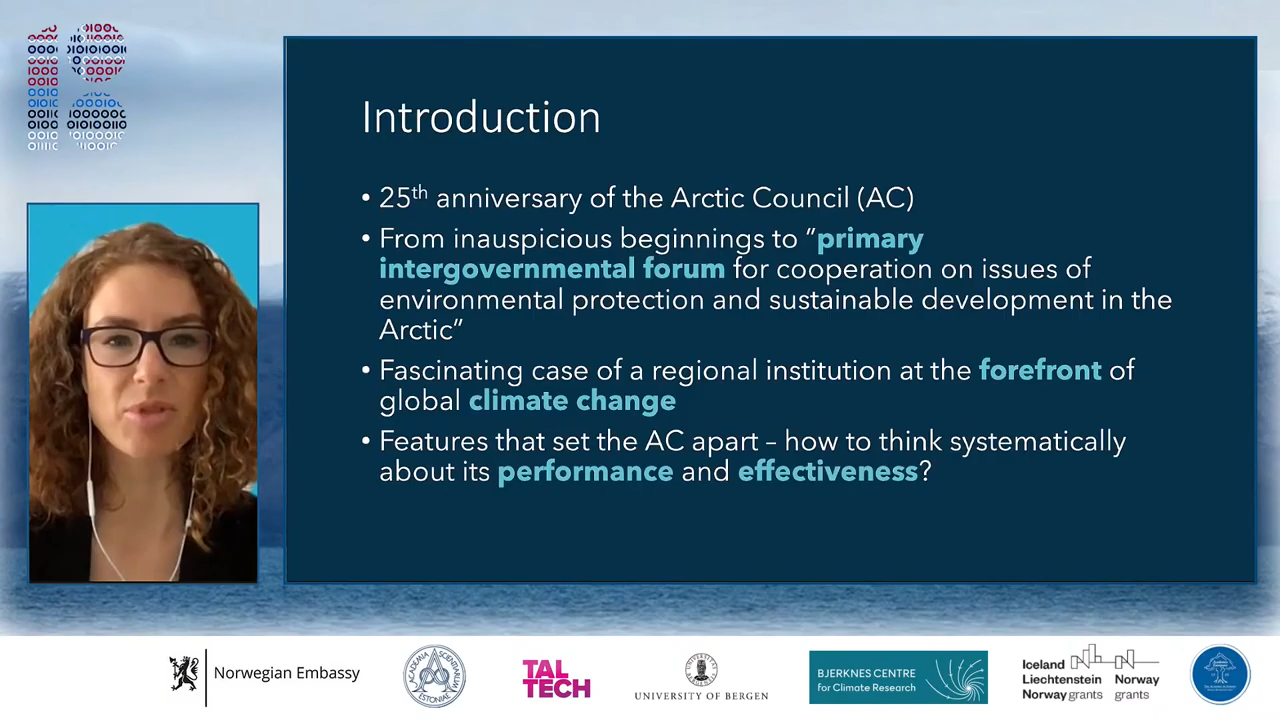 Introduction
• 25th anniversary of the Arctic Council (AC)
• From inauspicious beginnings to “primary
intergovernmental forum for cooperation on issues of
environmental protection and sustainable development in the
Arctic”
• Fascinating case of a regional institution at the forefront of
global climate change
• Features that set the AC apart – how to think systematically
about its performance and effectiveness?
Norwegian Embassy
ACADEMIA SCIENTIARUM ESTONIAE
TAL
TECH
UNIVERSITY OF BERGEN
BJERKNES CENTRE
for Climate Research
Iceland
Liechtenstein
Norway grants
Norway
grants